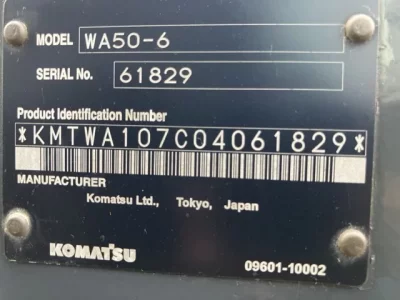 MODEL WA50-6
SERIAL No. 61829
Product Identification Number
*KMTWA107C04061829*
MANUFACTURER
Komatsu Ltd., Tokyo, Japan
KOMATSU 09601-10002